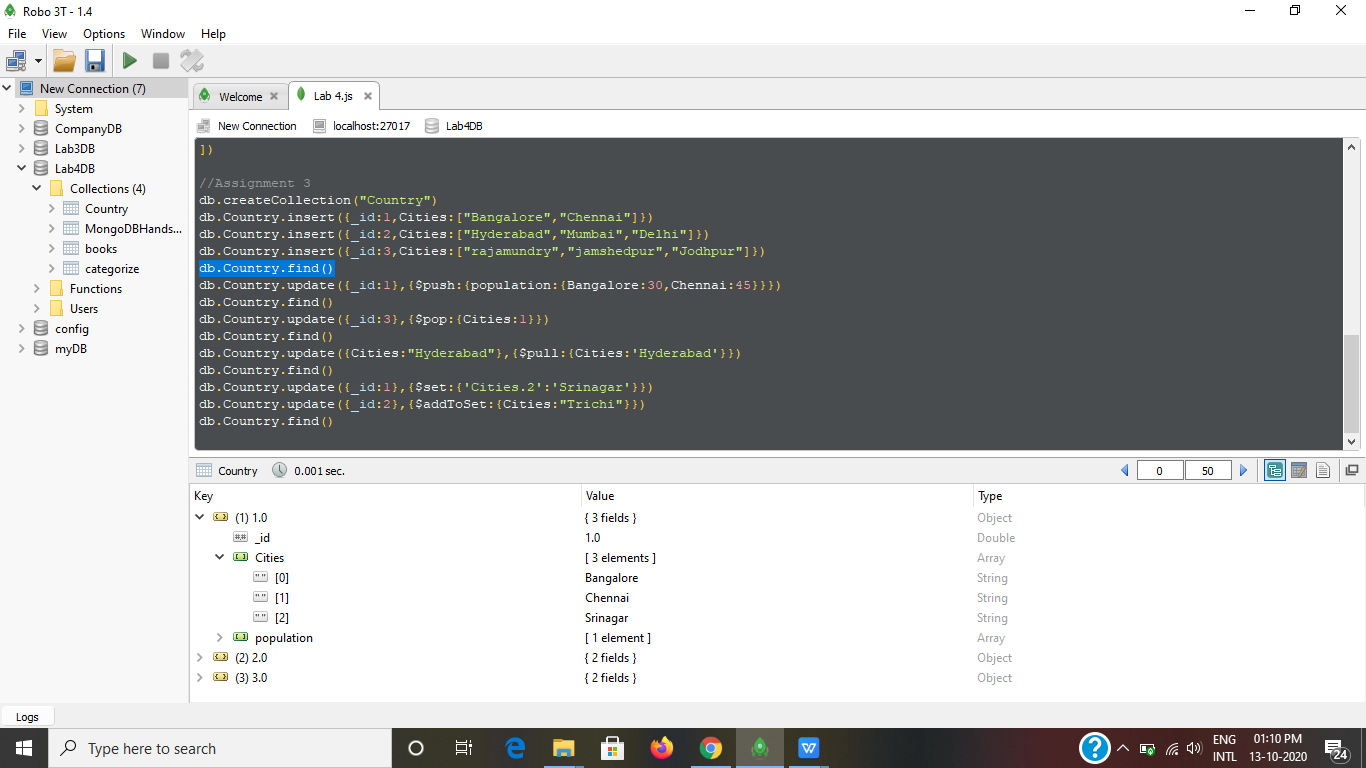 Robo 3T - 1.4
File View Options Window Help
New Connection (7)
System
CompanyDB
Lab3DB
Lab4DB
Collections (4)
Country
MongoDBHands...
books
categorize
Functions
Users
config
myDB
Welcome
Lab 4.js
New Connection localhost:27017 Lab4DB
])
//Assignment 3
db.createCollection("Country")
db.Country.insert({_id:1,Cities:["Bangalore","Chennai"]})
db.Country.insert({_id:2,Cities:["Hyderabad","Mumbai","Delhi"]})
db.Country.insert({_id:3,Cities:["rajamundry","jamshedpur","Jodhpur"]})
db.Country.find()
db.Country.update({_id:1},{$push:{population:{Bangalore:30,Chennai:45}}})
db.Country.find()
db.Country.update({_id:3},{$pop:{Cities:1}})
db.Country.find()
db.Country.update({Cities:"Hyderabad"},{$pull:{Cities:'Hyderabad'}})
db.Country.find()
db.Country.update({_id:1},{$set:{'Cities.2':'Srinagar'}})
db.Country.update({_id:2},{$addToSet:{Cities:"Trichi"}})
db.Country.find()
Country 0.001 sec. 0 50
Key Value Type
(1) 1.0 { 3 fields } Object
_id 1.0 Double
Cities [ 3 elements ] Array
[0] Bangalore String
[1] Chennai String
[2] Srinagar String
population [ 1 element ] Array
(2) 2.0 { 2 fields } Object
(3) 3.0 { 2 fields } Object
Logs
Type here to search
ENG 01:10 PM
INTL 13-10-2020
24